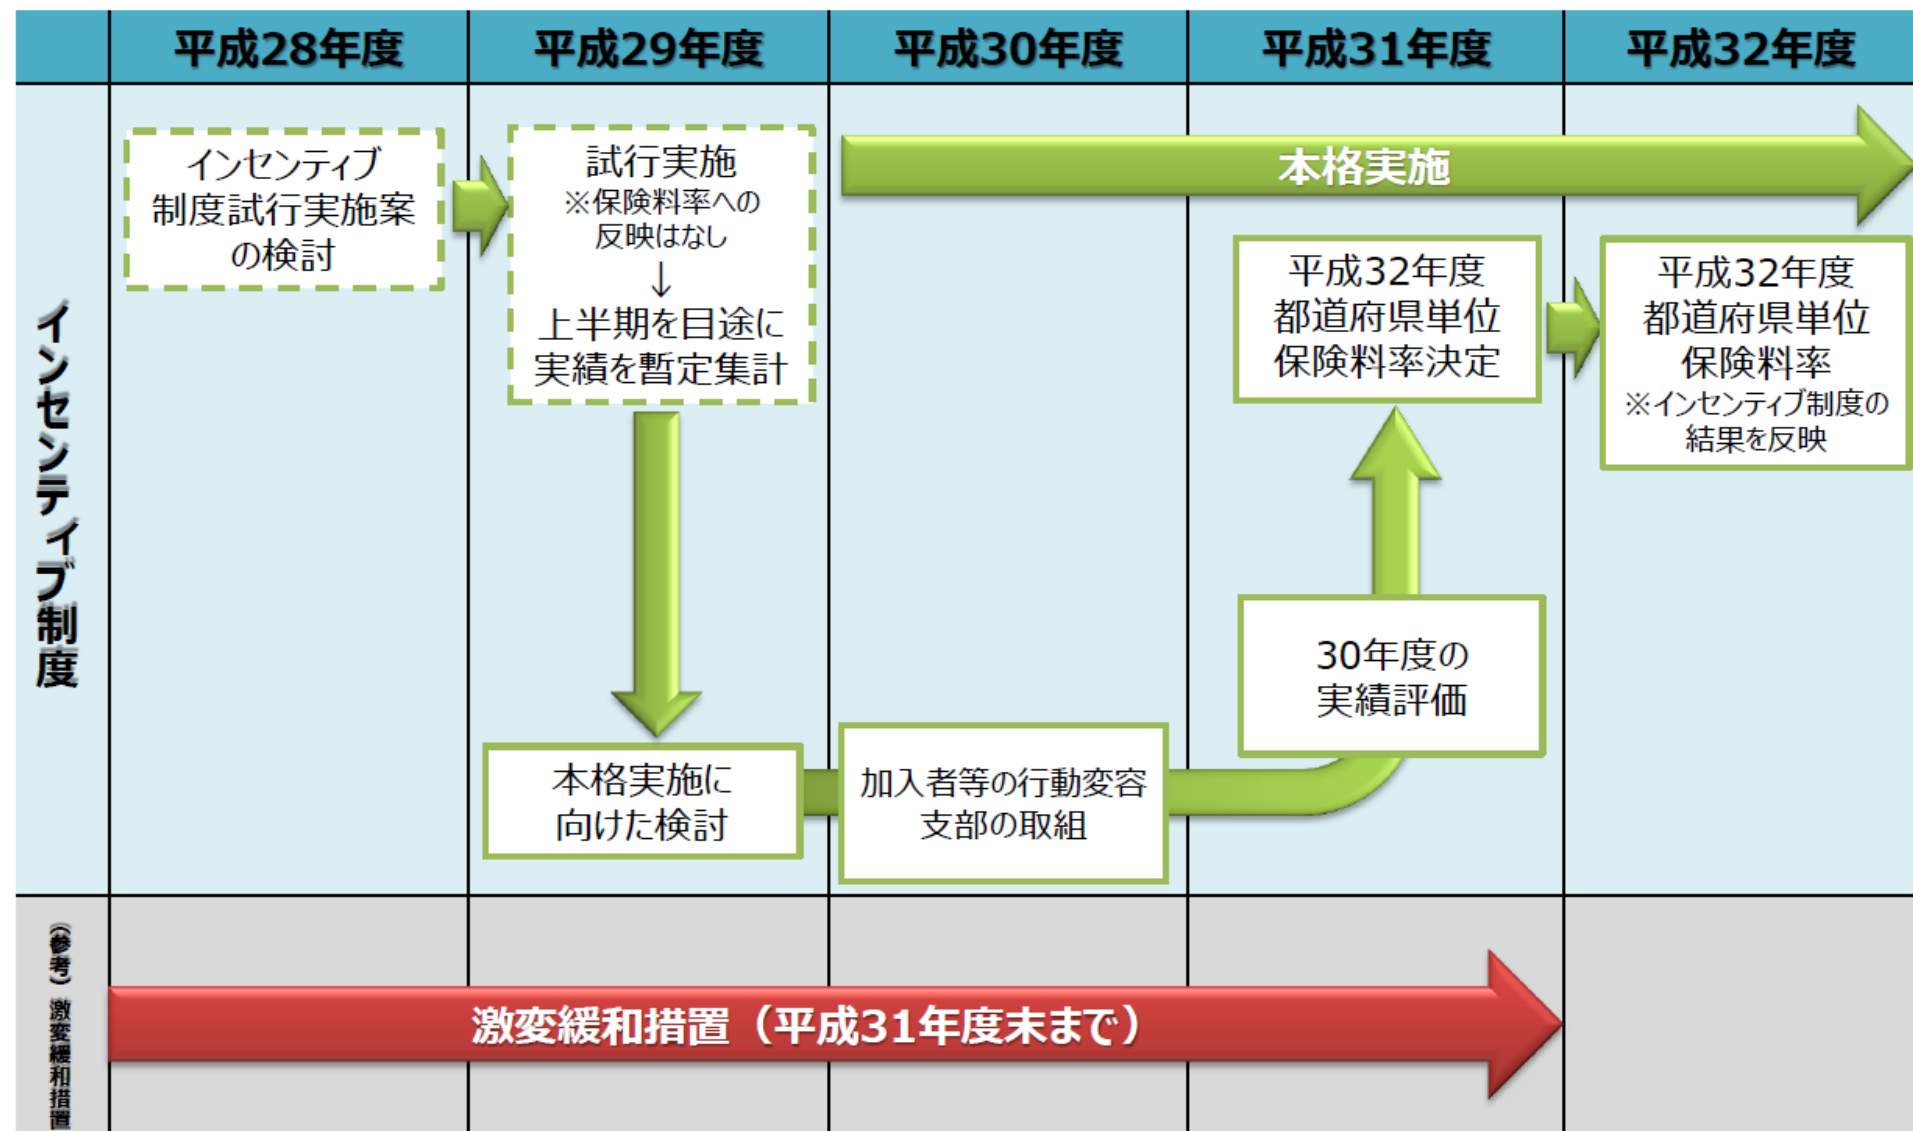 平成28年度
平成29年度
平成30年度
平成31年度
平成32年度
インセンティブ制度
インセンティブ
制度試行実施案
の検討
試行実施
※保険料率への
反映はなし
↓
上半期を目途に
実績を暫定集計
本格実施に
向けた検討
本格実施
加入者等の行動変容
支部の取組
平成32年度
都道府県単位
保険料率決定
30年度の
実績評価
平成32年度
都道府県単位
保険料率
※インセンティブ制度の
結果を反映
（参考）激変緩和措置
激変緩和措置（平成31年度末まで）